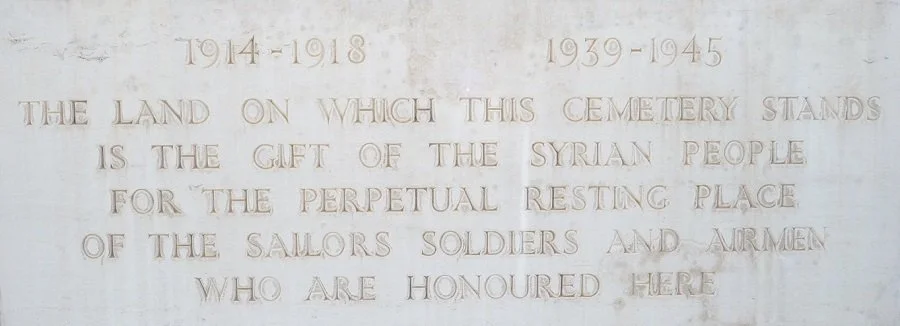 1914-1918 1939-1945
THE LAND ON WHICH THIS CEMETERY STANDS
IS THE GIFT OF THE SYRIAN PEOPLE
FOR THE PERPETUAL RESTING PLACE
OF THE SAILORS SOLDIERS AND AIRMEN
WHO ARE HONOURED HERE